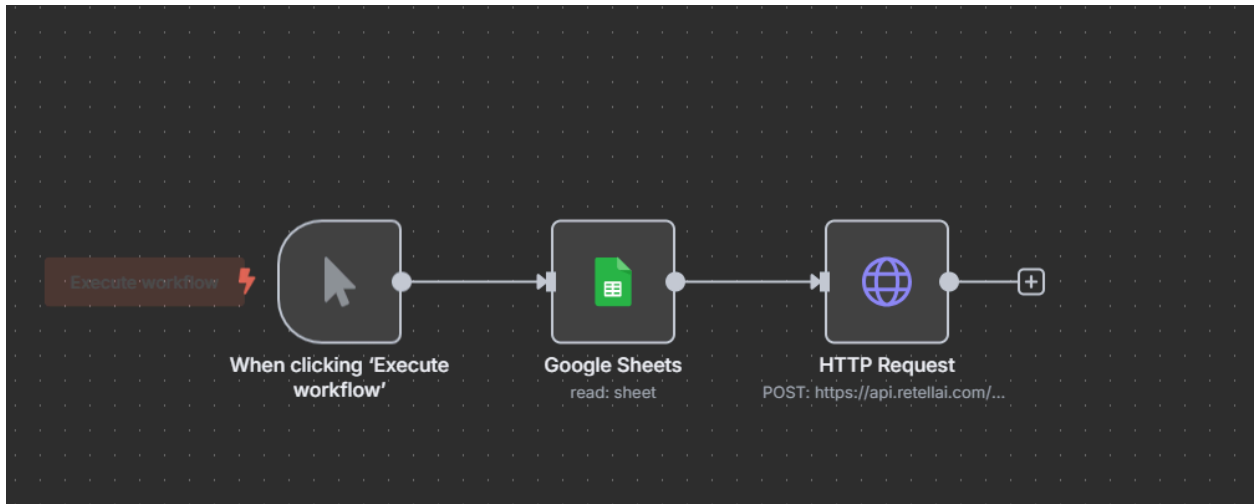 Execute workflow
When clicking ‘Execute
workflow’
Google Sheets
read: sheet
HTTP Request
POST: https://api.retellai.com/...